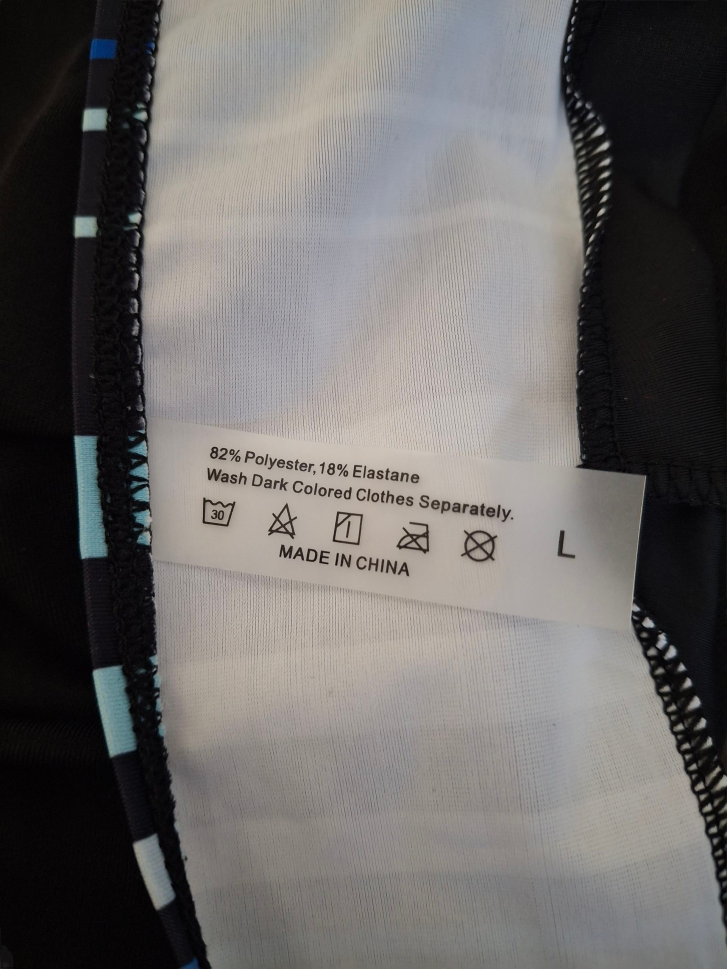 82% Polyester,18% Elastane
Wash Dark Colored Clothes Separately.
30
L
MADE IN CHINA